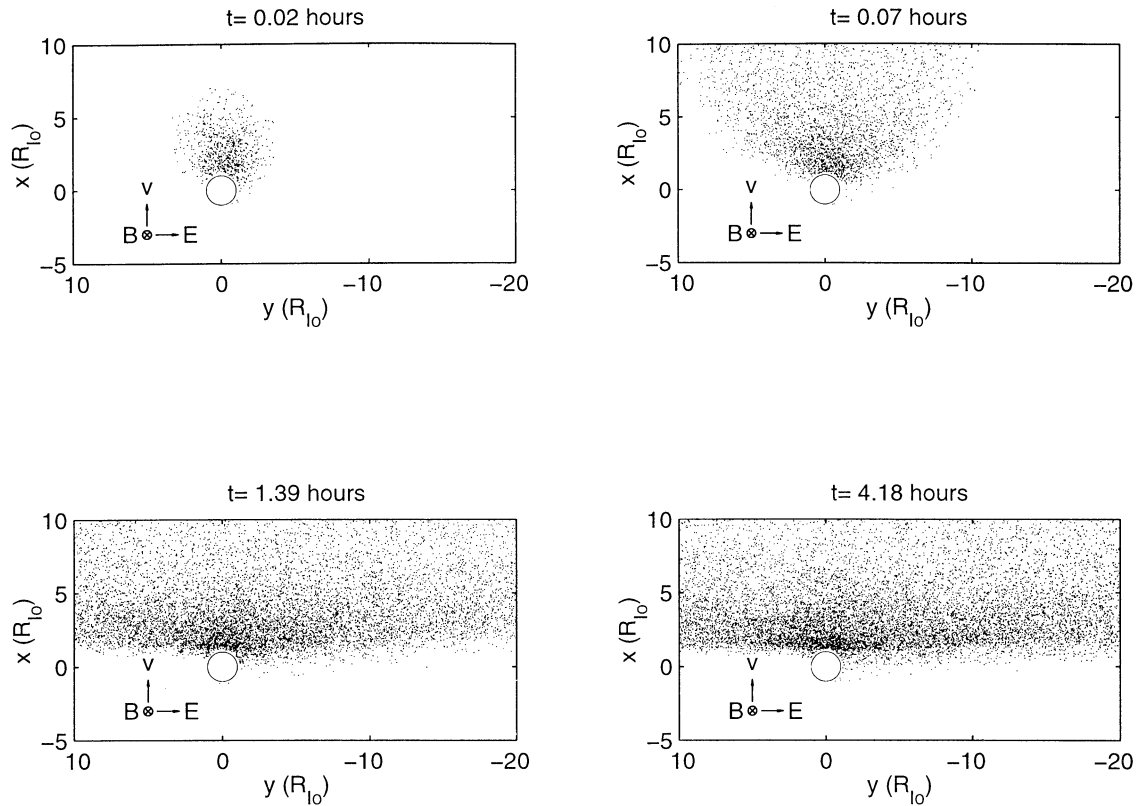 t= 0.02 hours
10
5
0
−5
x (R_Io)
v
B ⊗ → E
10 0 −10 −20
y (R_Io)
t= 0.07 hours
10
5
0
−5
x (R_Io)
v
B ⊗ → E
10 0 −10 −20
y (R_Io)
t= 1.39 hours
10
5
0
−5
x (R_Io)
v
B ⊗ → E
10 0 −10 −20
y (R_Io)
t= 4.18 hours
10
5
0
−5
x (R_Io)
v
B ⊗ → E
10 0 −10 −20
y (R_Io)